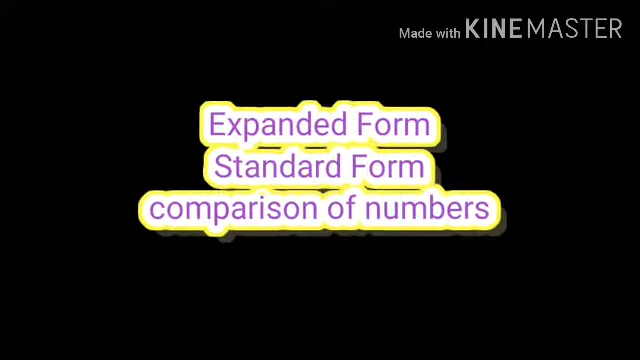 Made with KINEMASTER
Expanded Form
Standard Form
comparison of numbers